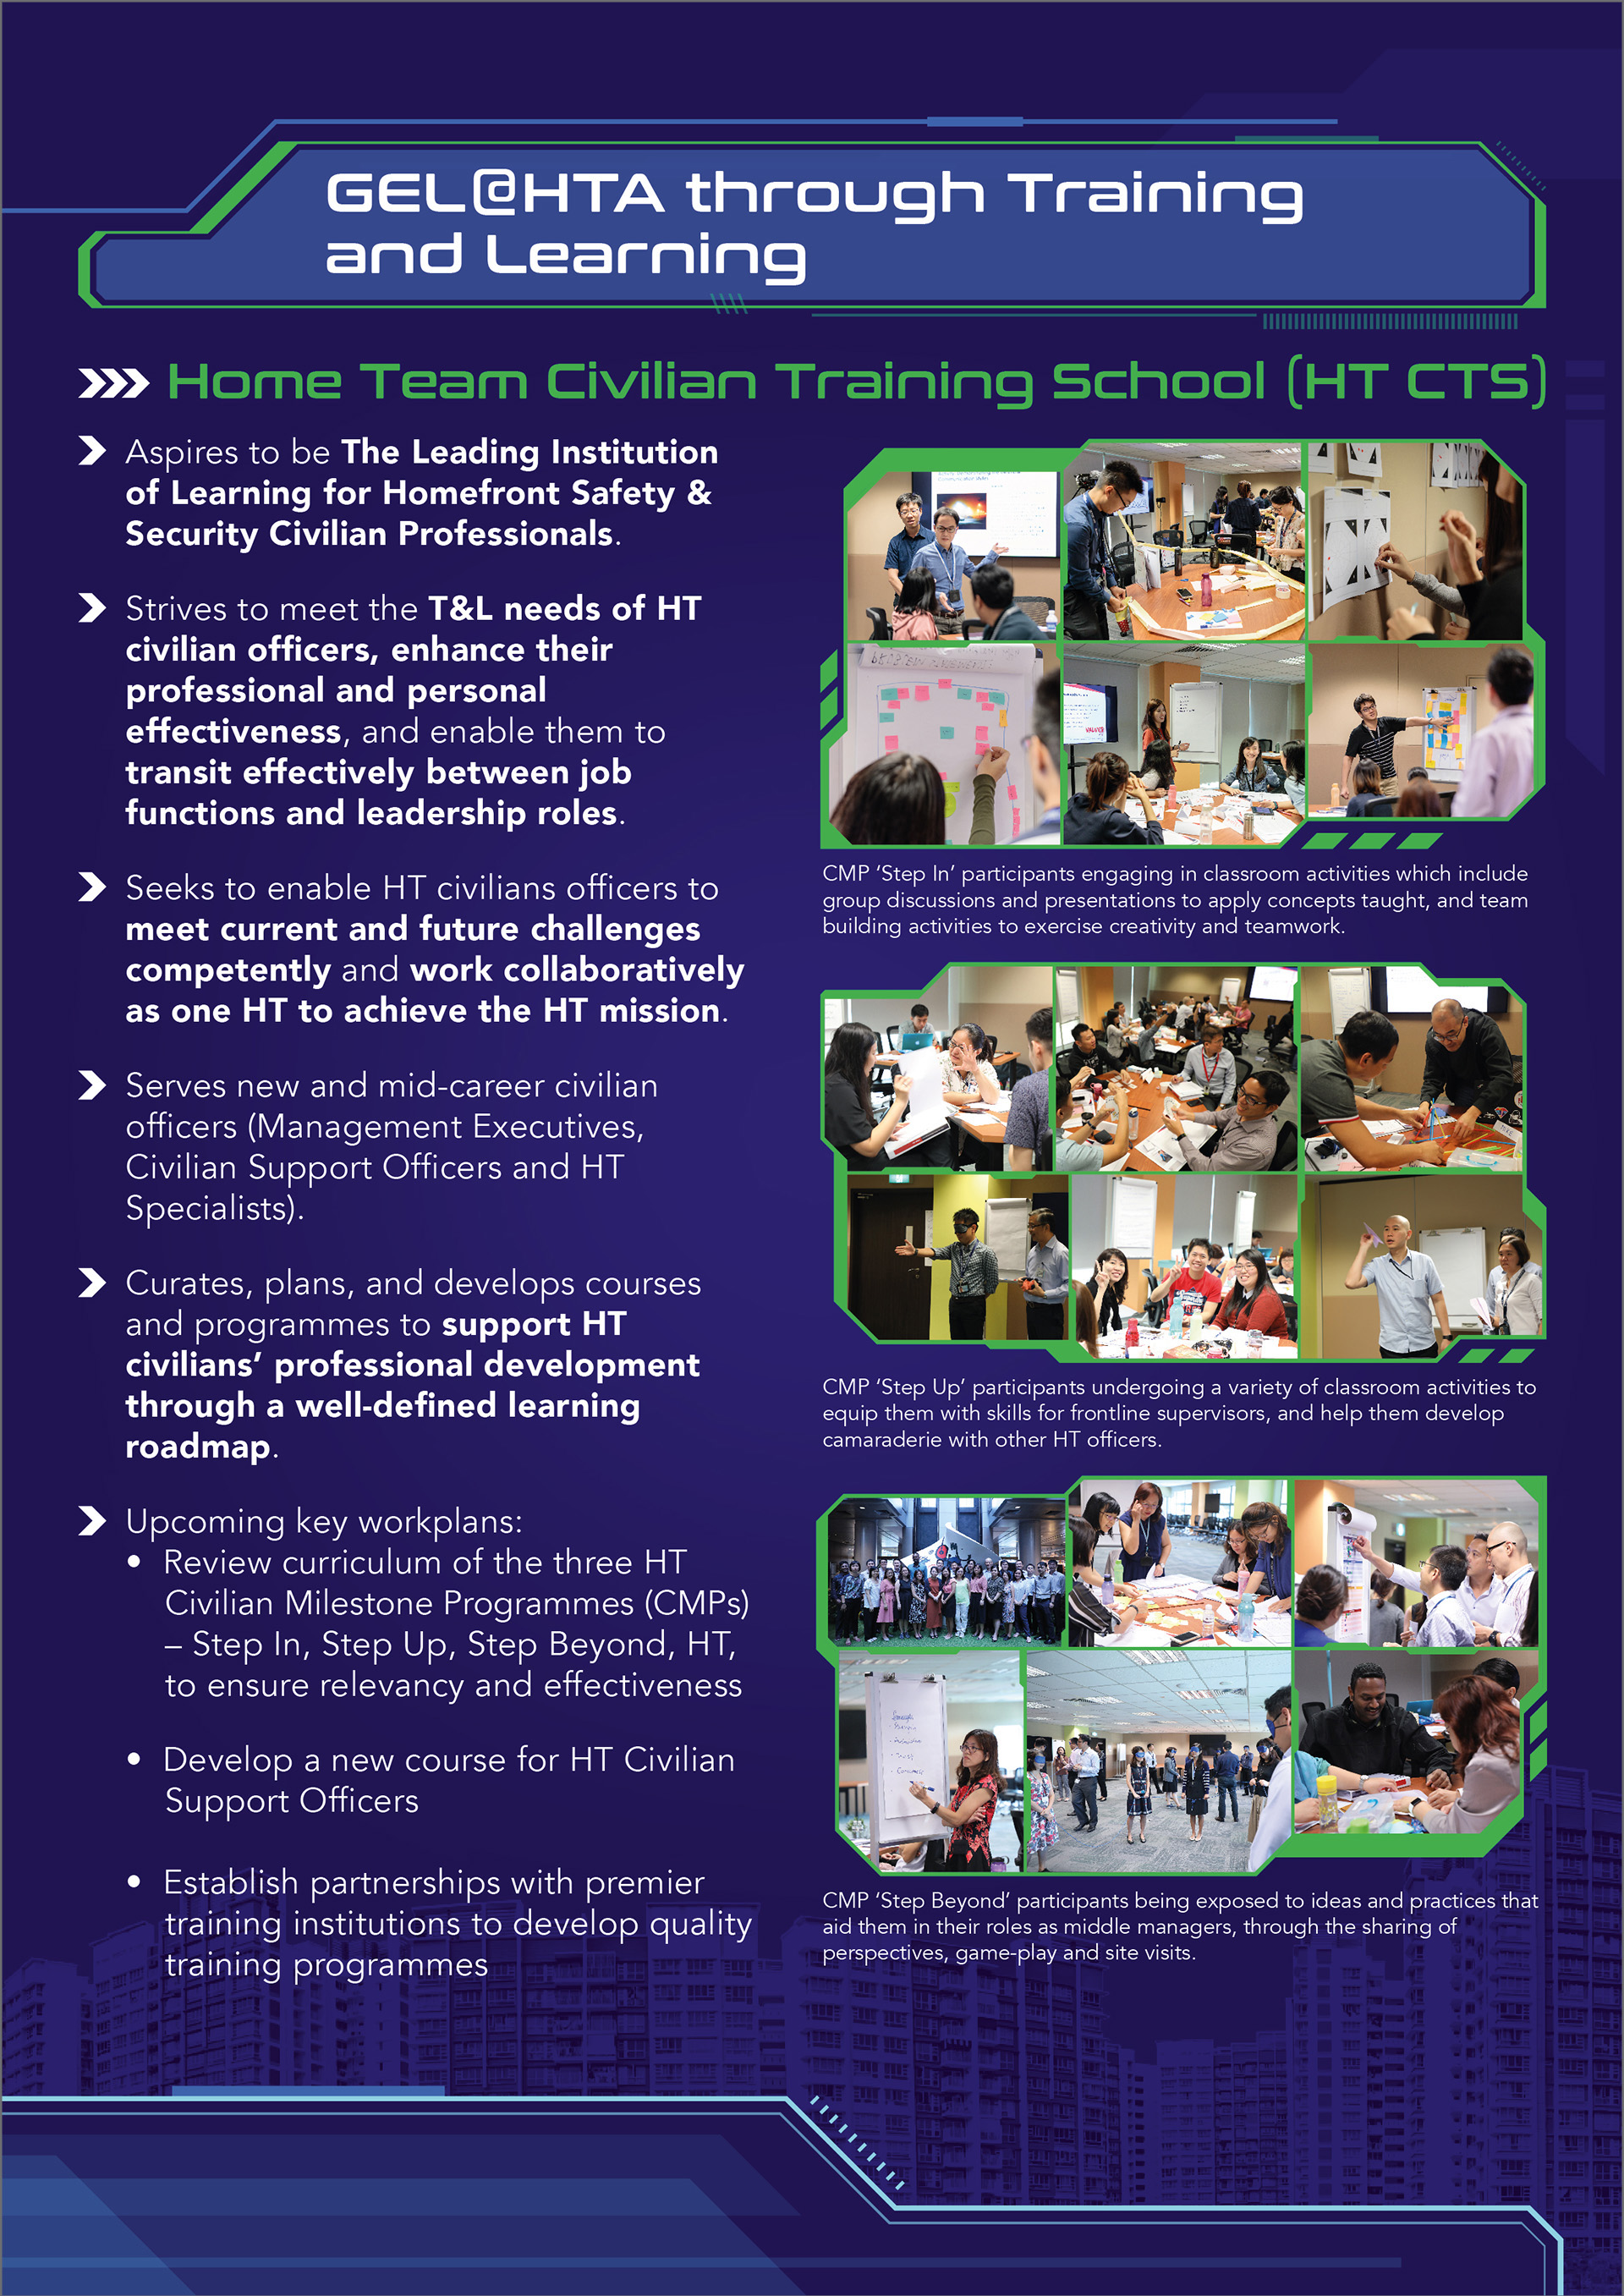 GEL@HTA through Training
and Learning
Home Team Civilian Training School (HT CTS)
Aspires to be The Leading Institution
of Learning for Homefront Safety &
Security Civilian Professionals.
Strives to meet the T&L needs of HT
civilian officers, enhance their
professional and personal
effectiveness, and enable them to
transit effectively between job
functions and leadership roles.
Seeks to enable HT civilians officers to
meet current and future challenges
competently and work collaboratively
as one HT to achieve the HT mission.
Serves new and mid-career civilian
officers (Management Executives,
Civilian Support Officers and HT
Specialists).
Curates, plans, and develops courses
and programmes to support HT
civilians’ professional development
through a well-defined learning
roadmap.
Upcoming key workplans:
• Review curriculum of the three HT
Civilian Milestone Programmes (CMPs)
– Step In, Step Up, Step Beyond, HT,
to ensure relevancy and effectiveness
• Develop a new course for HT Civilian
Support Officers
• Establish partnerships with premier
training institutions to develop quality
training programmes
CMP ‘Step In’ participants engaging in classroom activities which include
group discussions and presentations to apply concepts taught, and team
building activities to exercise creativity and teamwork.
CMP ‘Step Up’ participants undergoing a variety of classroom activities to
equip them with skills for frontline supervisors, and help them develop
camaraderie with other HT officers.
CMP ‘Step Beyond’ participants being exposed to ideas and practices that
aid them in their roles as middle managers, through the sharing of
perspectives, game-play and site visits.